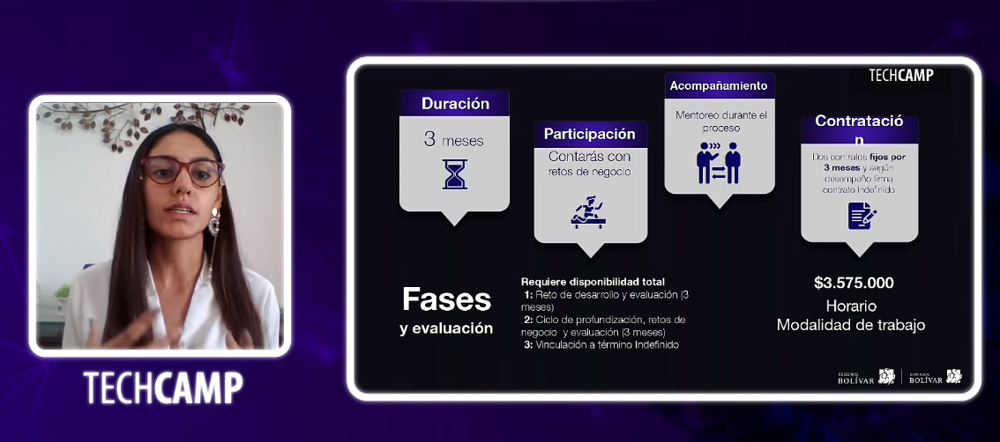 TECHCAMP
Duración
3 meses
Participación
Contarás con
retos de negocio
Acompañamiento
Mentoreo durante el
proceso
Contratació
n
Dos contratos fijos por
3 meses y según
desempeño firma
contrato indefinido
Fases
y evaluación
Requiere disponibilidad total
1: Reto de desarrollo y evaluación (3
meses)
2: Ciclo de profundización, retos de
negocio y evaluación (3 meses)
3: Vinculación a término Indefinido
$3.575.000
Horario
Modalidad de trabajo
SEGUROS
BOLÍVAR
SERVICIOS
BOLÍVAR
TECHCAMP